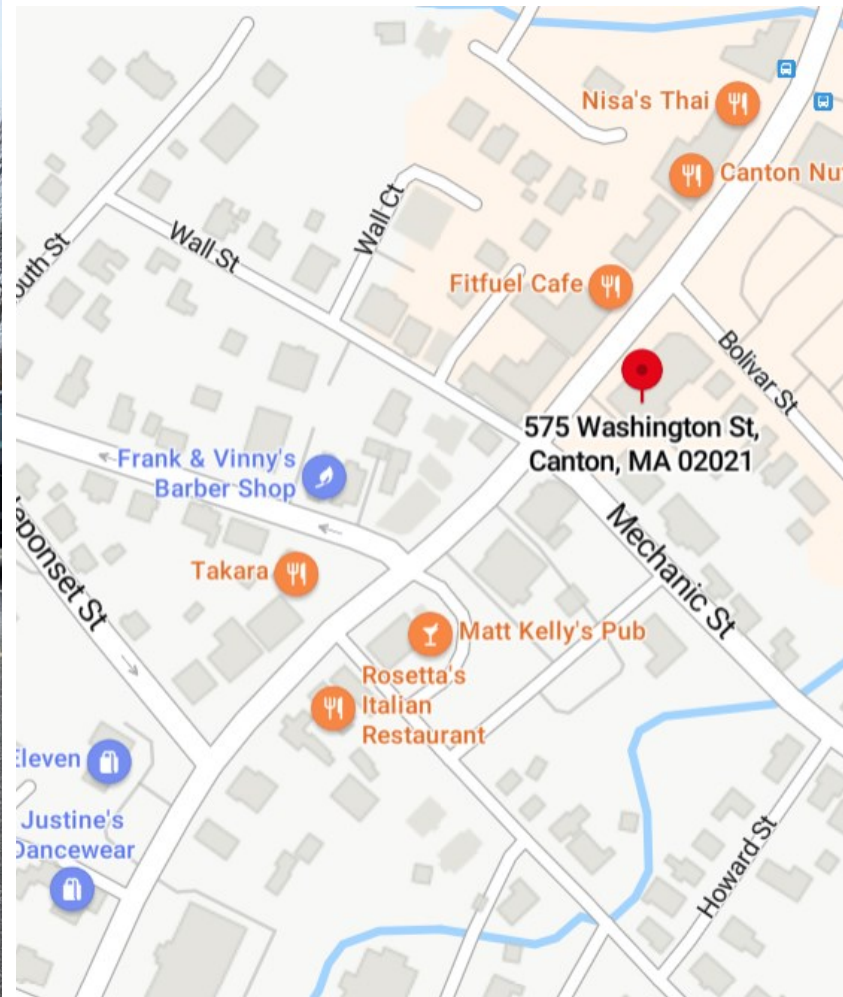 Nisa's Thai
Canton Nu
Wall Ct
Wall St
outh St
Fitfuel Cafe
Bolivar St
575 Washington St,
Canton, MA 02021
Frank & Vinny's
Barber Shop
Mechanic St
eponset St
Takara
Matt Kelly's Pub
Rosetta's
Italian
Restaurant
Eleven
Justine's
Dancewear
Howard St